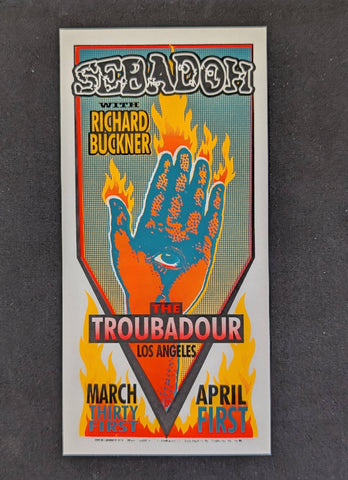 SEBADOH
WITH
RICHARD
BUCKNER
THE
TROUBADOUR
LOS ANGELES
MARCH
THIRTY
FIRST
APRIL
FIRST